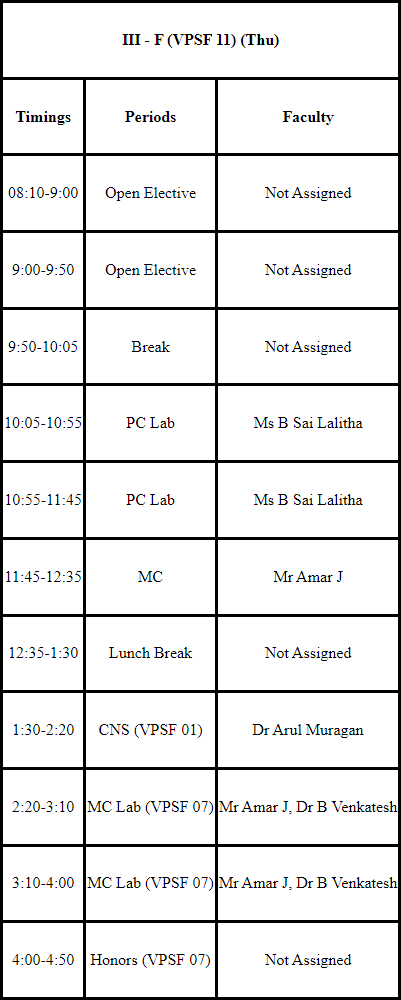 III - F (VPSF 11) (Thu)
Timings Periods Faculty
08:10-9:00 Open Elective Not Assigned
9:00-9:50 Open Elective Not Assigned
9:50-10:05 Break Not Assigned
10:05-10:55 PC Lab Ms B Sai Lalitha
10:55-11:45 PC Lab Ms B Sai Lalitha
11:45-12:35 MC Mr Amar J
12:35-1:30 Lunch Break Not Assigned
1:30-2:20 CNS (VPSF 01) Dr Arul Muragan
2:20-3:10 MC Lab (VPSF 07) Mr Amar J, Dr B Venkatesh
3:10-4:00 MC Lab (VPSF 07) Mr Amar J, Dr B Venkatesh
4:00-4:50 Honors (VPSF 07) Not Assigned